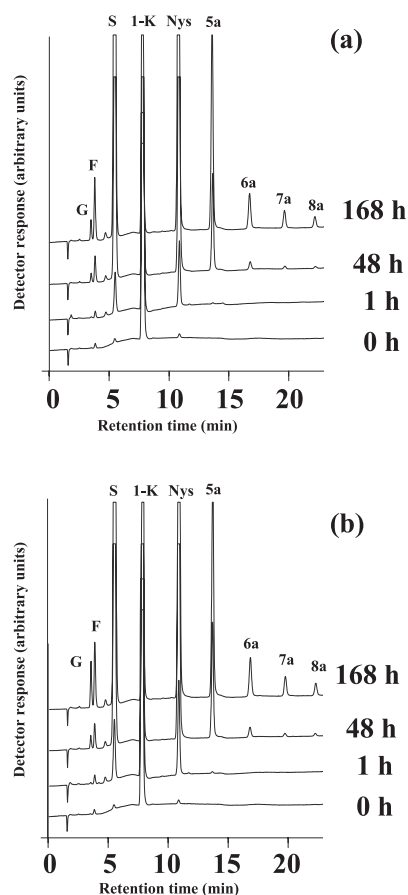 S 1-K Nys 5a
(a)
F
G
6a
7a
8a
168 h
48 h
1 h
0 h
Detector response (arbitrary units)
0 5 10 15 20
Retention time (min)
S 1-K Nys 5a
(b)
F
G
6a
7a
8a
168 h
48 h
1 h
0 h
Detector response (arbitrary units)
0 5 10 15 20
Retention time (min)